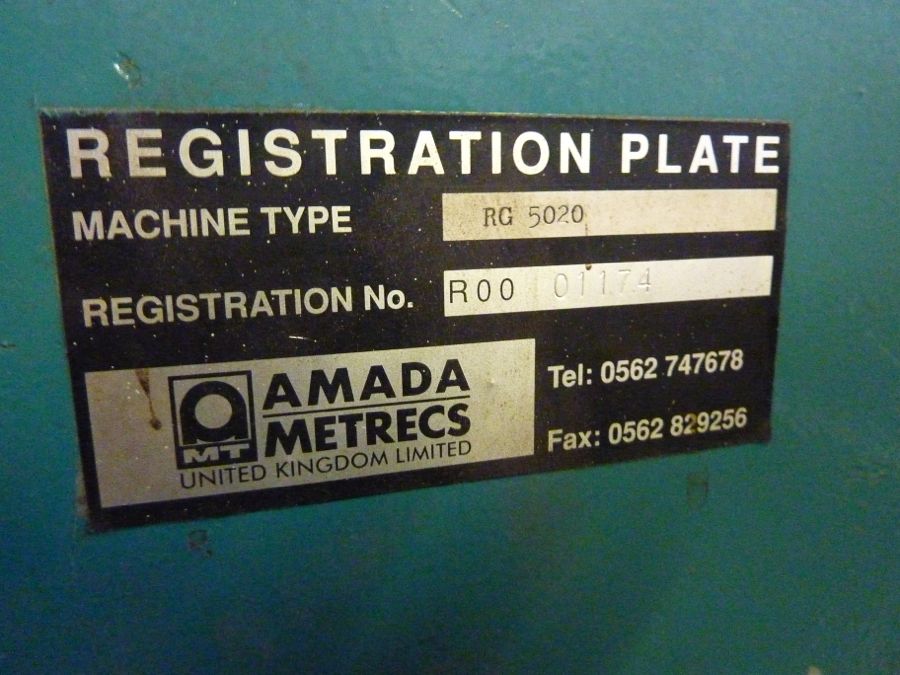 REGISTRATION PLATE
MACHINE TYPE RG 5020
REGISTRATION No. R00 01174
AMADA
METRECS
MT
UNITED KINGDOM LIMITED
Tel: 0562 747678
Fax: 0562 829256